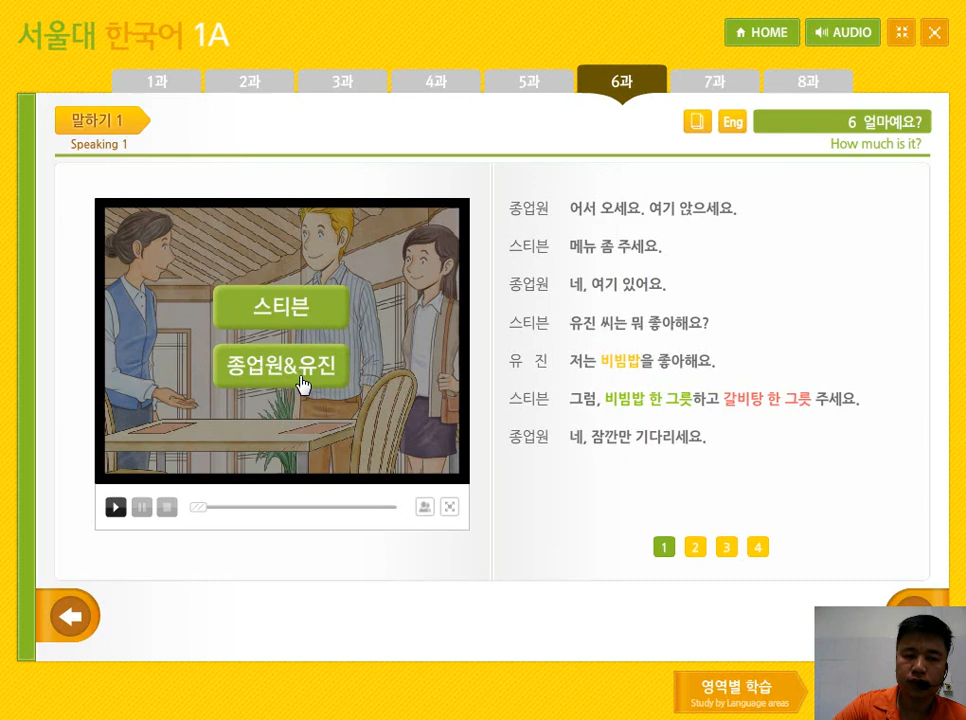 서울대 한국어 1A
HOME AUDIO
1과 2과 3과 4과 5과 6과 7과 8과
말하기 1
Speaking 1
Eng
6 얼마예요?
How much is it?
스티븐
종업원&유진
종업원 어서 오세요. 여기 앉으세요.
스티븐 메뉴 좀 주세요.
종업원 네, 여기 있어요.
스티븐 유진 씨는 뭐 좋아해요?
유 진 저는 비빔밥을 좋아해요.
스티븐 그럼, 비빔밥 한 그릇하고 갈비탕 한 그릇 주세요.
종업원 네, 잠깐만 기다리세요.
1 2 3 4
영역별 학습
Study by Language areas